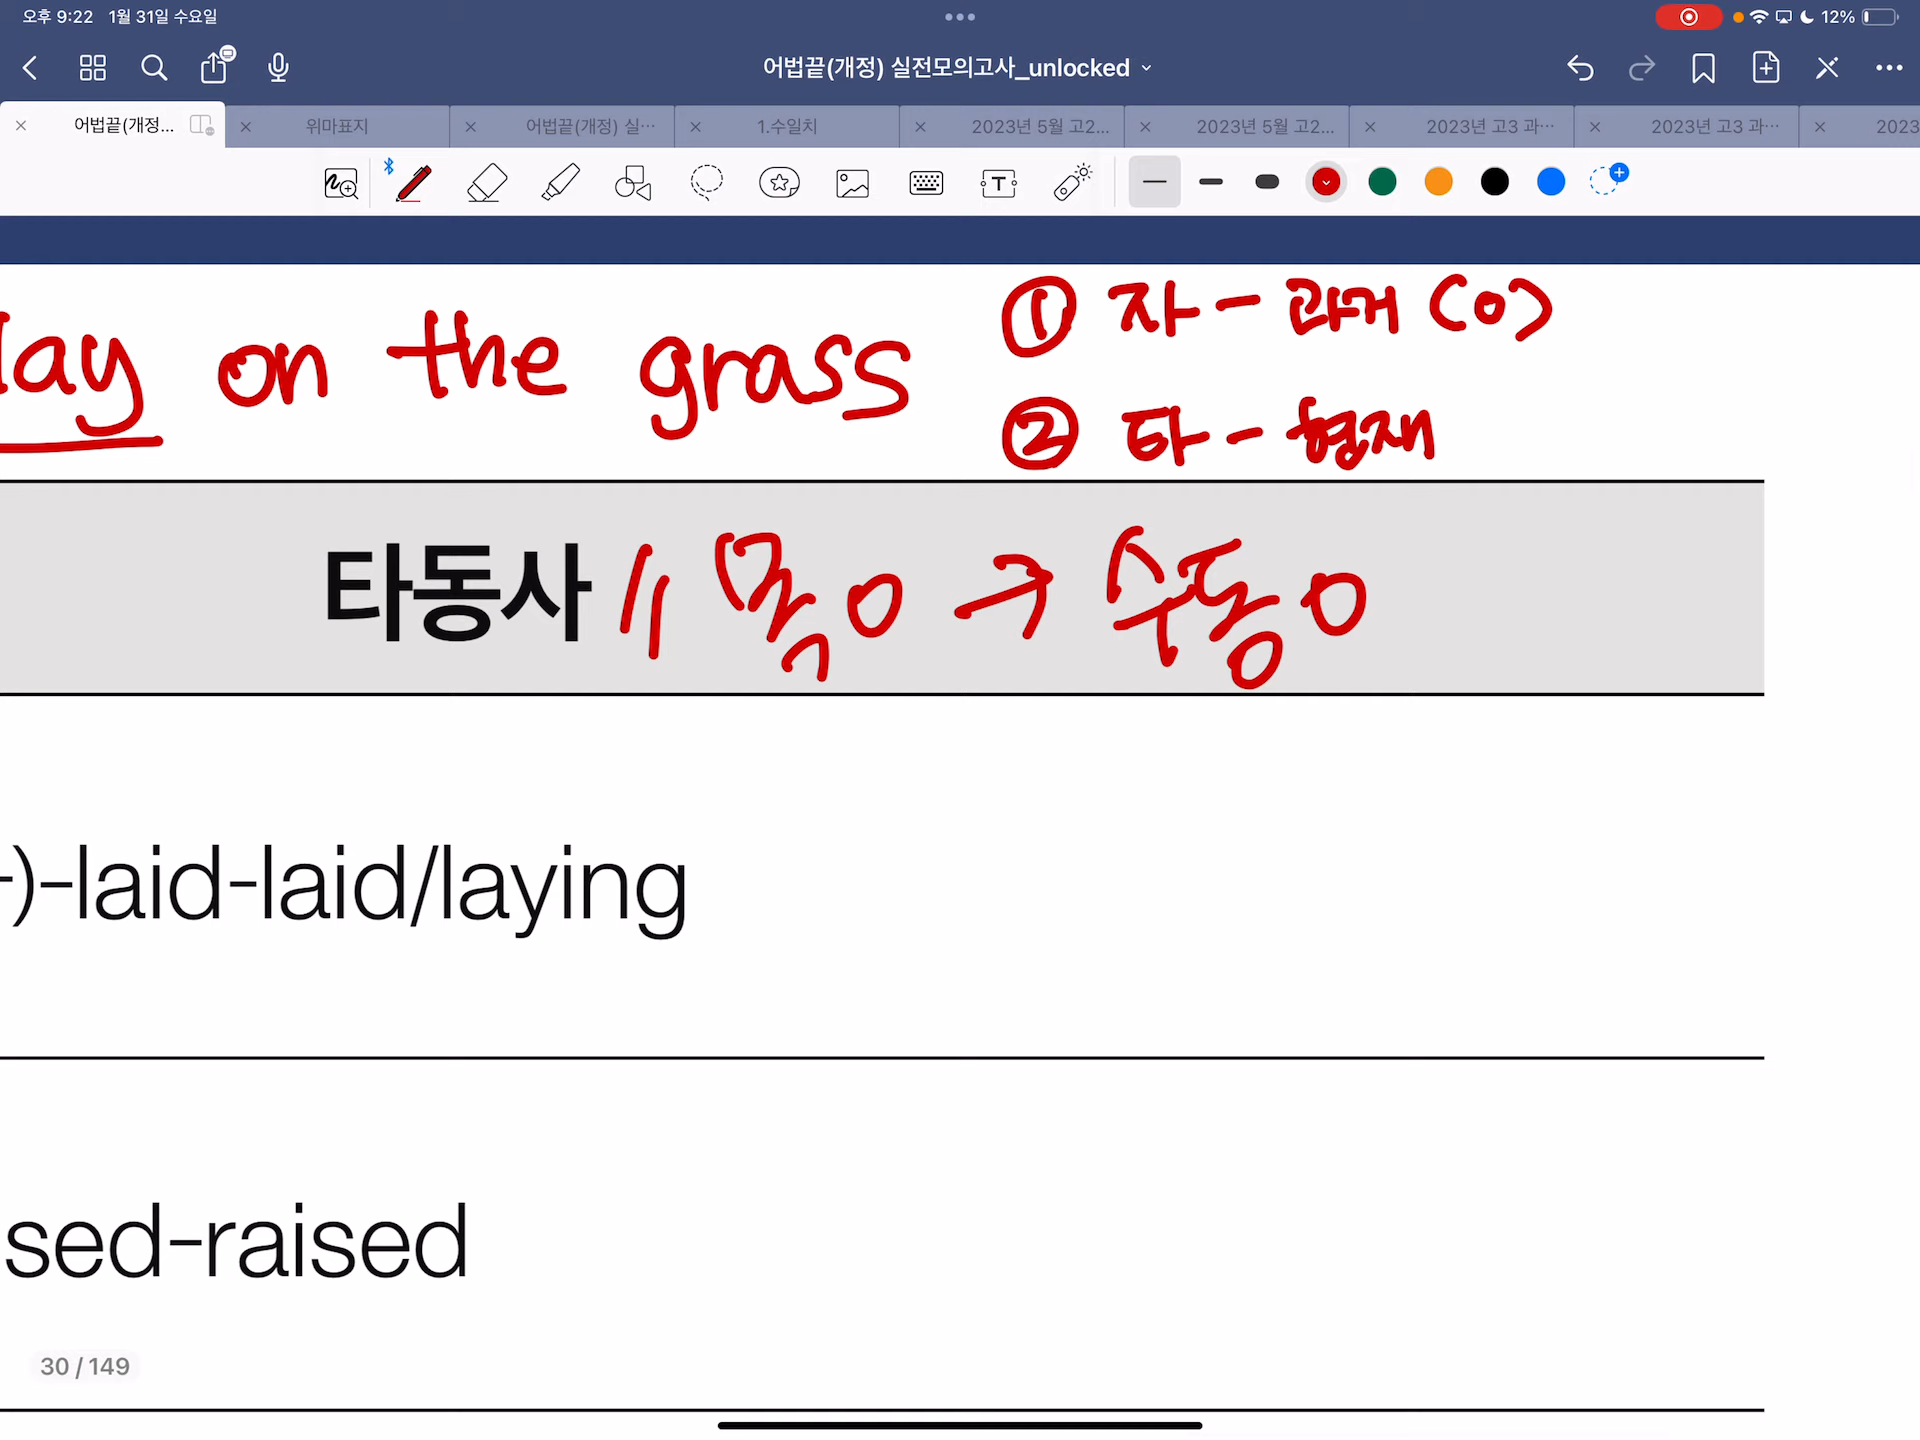 오후 9:22 1월 31일 수요일
12%
어법끝(개정) 실전모의고사_unlocked
어법끝(개정... 위마표지 어법끝(개정) 실... 1.수일치 2023년 5월 고2... 2023년 5월 고2... 2023년 고3 과... 2023년 고3 과... 2023
lay on the grass ① 자 - 과거 (O)
② 타 - 현재
타동사 // 목O → 수동O
)-laid-laid/laying
sed-raised
30 / 149